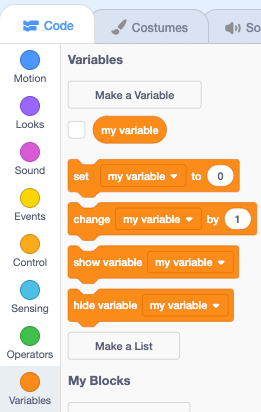 Code
Costumes
So
Motion
Looks
Sound
Events
Control
Sensing
Operators
Variables
Variables
Make a Variable
my variable
set my variable to 0
change my variable by 1
show variable my variable
hide variable my variable
Make a List
My Blocks